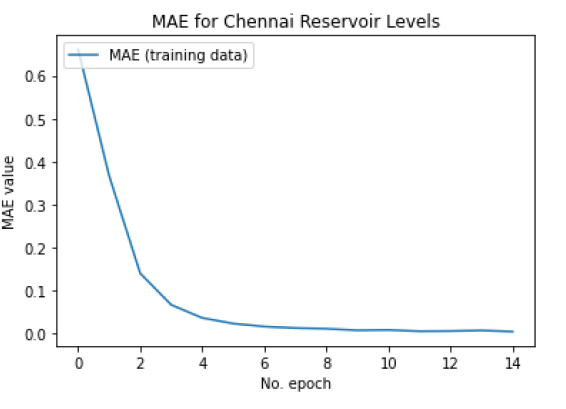 MAE for Chennai Reservoir Levels
MAE (training data)
0.6
0.5
0.4
0.3
0.2
0.1
0.0
MAE value
0 2 4 6 8 10 12 14
No. epoch